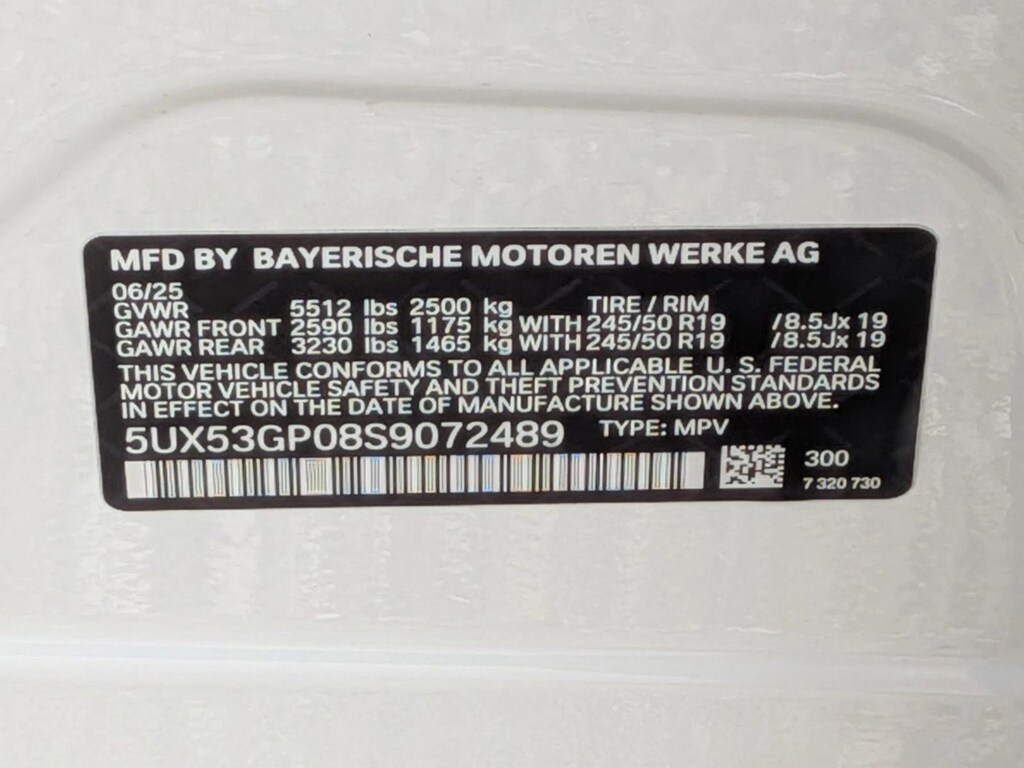 MFD BY BAYERISCHE MOTOREN WERKE AG
06/25
GVWR 5512 lbs 2500 kg TIRE / RIM
GAWR FRONT 2590 lbs 1175 kg WITH 245/50 R19 /8.5Jx 19
GAWR REAR 3230 lbs 1465 kg WITH 245/50 R19 /8.5Jx 19
THIS VEHICLE CONFORMS TO ALL APPLICABLE U. S. FEDERAL
MOTOR VEHICLE SAFETY AND THEFT PREVENTION STANDARDS
IN EFFECT ON THE DATE OF MANUFACTURE SHOWN ABOVE.
5UX53GP08S9072489 TYPE: MPV
300
7 320 730